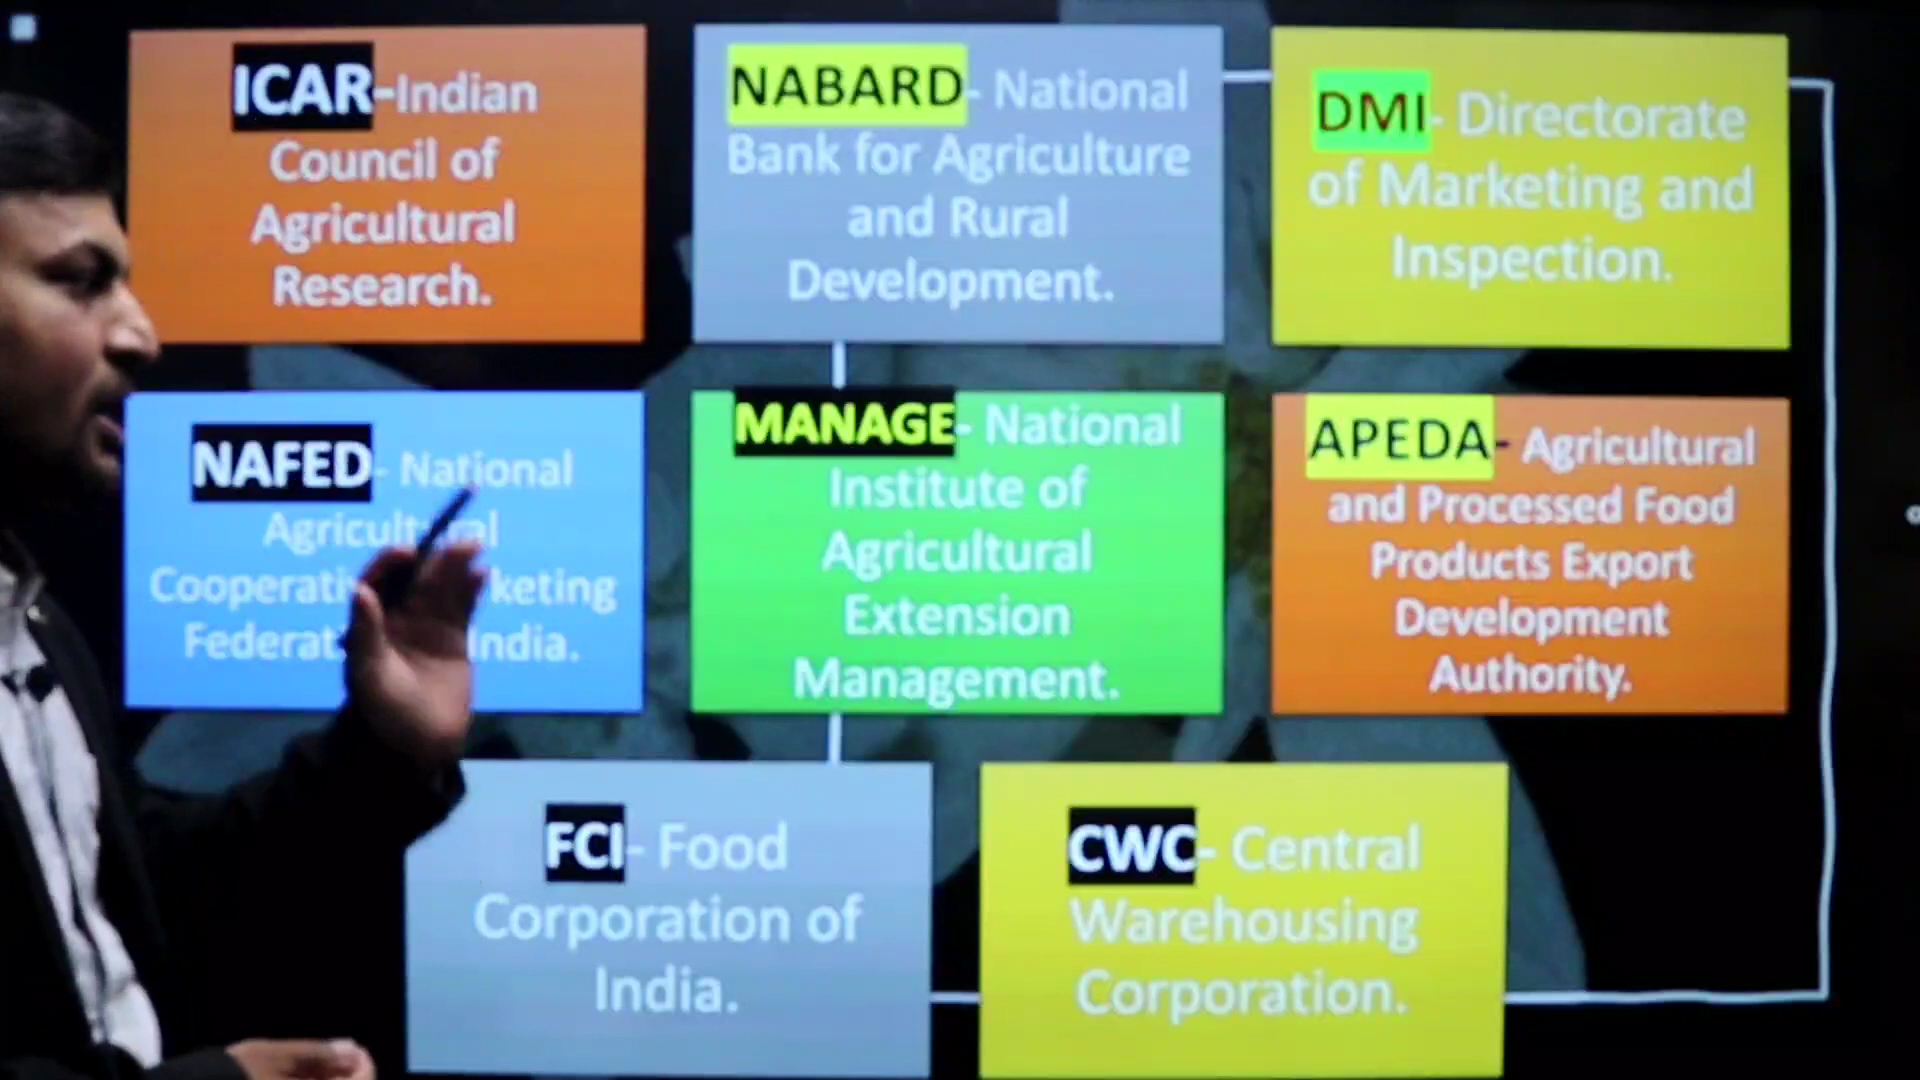 ICAR-Indian
Council of
Agricultural
Research.
NABARD- National
Bank for Agriculture
and Rural
Development.
DMI- Directorate
of Marketing and
Inspection.
NAFED- National
Agricultural
keting
India.
MANAGE- National
Institute of
Agricultural
Extension
Management.
APEDA- Agricultural
and Processed Food
Products Export
Development
Authority.
FCI- Food
Corporation of
India.
CWC- Central
Warehousing
Corporation.